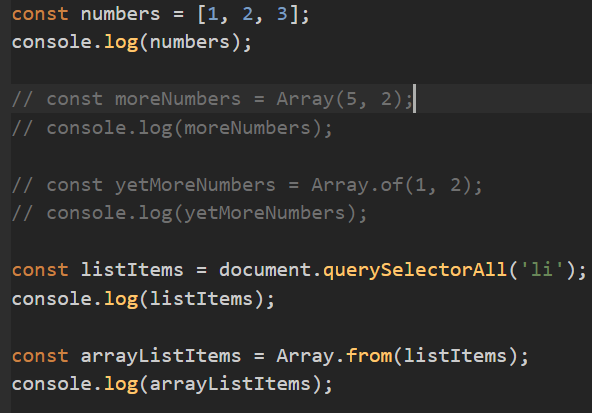 const numbers = [1, 2, 3];
console.log(numbers);
// const moreNumbers = Array(5, 2);
// console.log(moreNumbers);
// const yetMoreNumbers = Array.of(1, 2);
// console.log(yetMoreNumbers);
const listItems = document.querySelectorAll('li');
console.log(listItems);
const arrayListItems = Array.from(listItems);
console.log(arrayListItems);